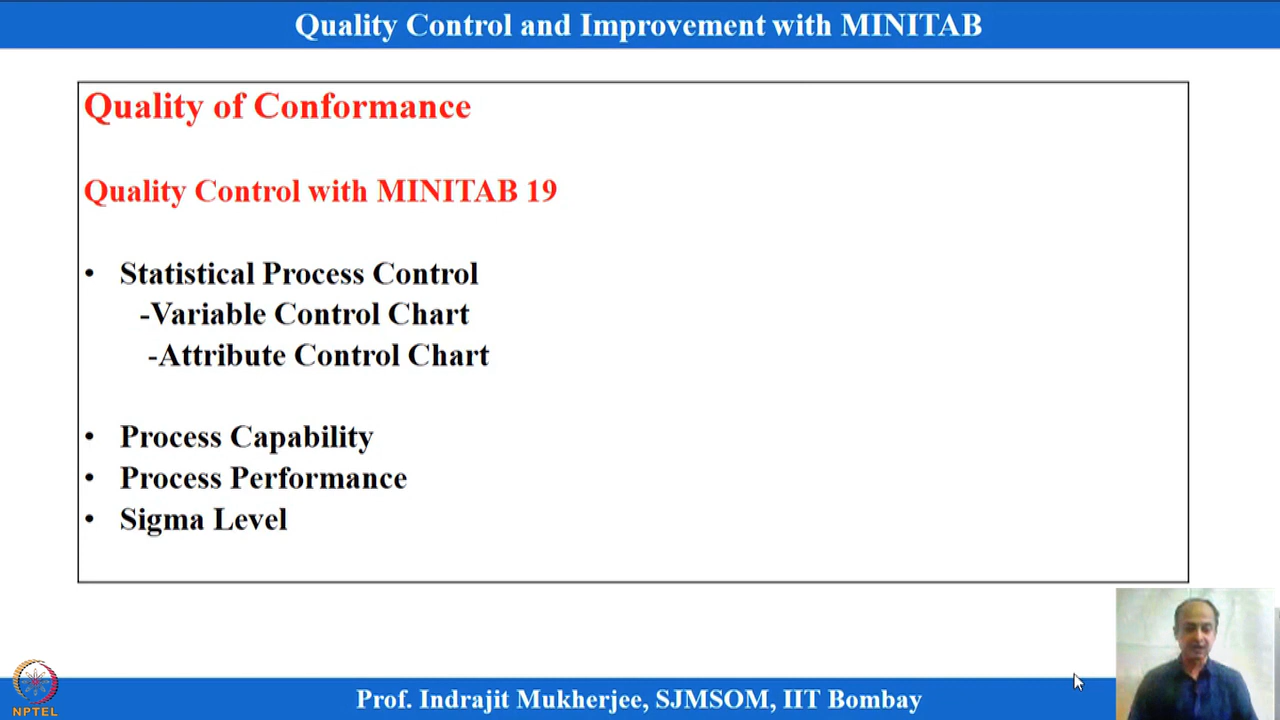 Quality Control and Improvement with MINITAB
Quality of Conformance
Quality Control with MINITAB 19
• Statistical Process Control
-Variable Control Chart
-Attribute Control Chart
• Process Capability
• Process Performance
• Sigma Level
NPTEL
Prof. Indrajit Mukherjee, SJMSOM, IIT Bombay